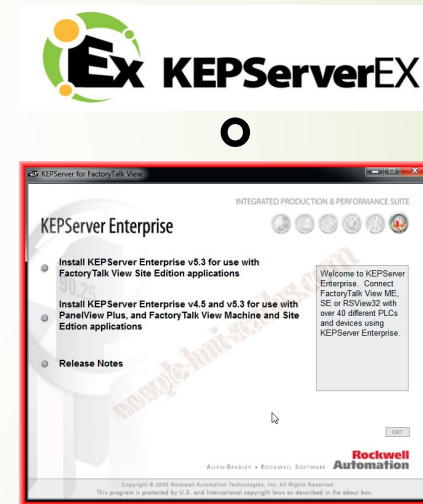 Ex KEPServerEX
O
KEPServer for FactoryTalk View
INTEGRATED PRODUCTION & PERFORMANCE SUITE
KEPServer Enterprise
Install KEPServer Enterprise v5.3 for use with
FactoryTalk View Site Edition applications
Install KEPServer Enterprise v4.5 and v5.3 for use with
PanelView Plus, and FactoryTalk View Machine and Site
Edtion applications
Release Notes
Welcome to KEPServer
Enterprise. Connect
FactoryTalk View ME,
SE or RSView32 with
over 40 different PLCs
and devices using
KEPServer Enterprise.
EXIT
ALLEN-BRADLEY • ROCKWELL SOFTWARE
Rockwell
Automation
Copyright © 2006 Rockwell Automation Technologies, Inc. All Rights Reserved.
This program is protected by U.S. and international copyright laws as described in the about box.